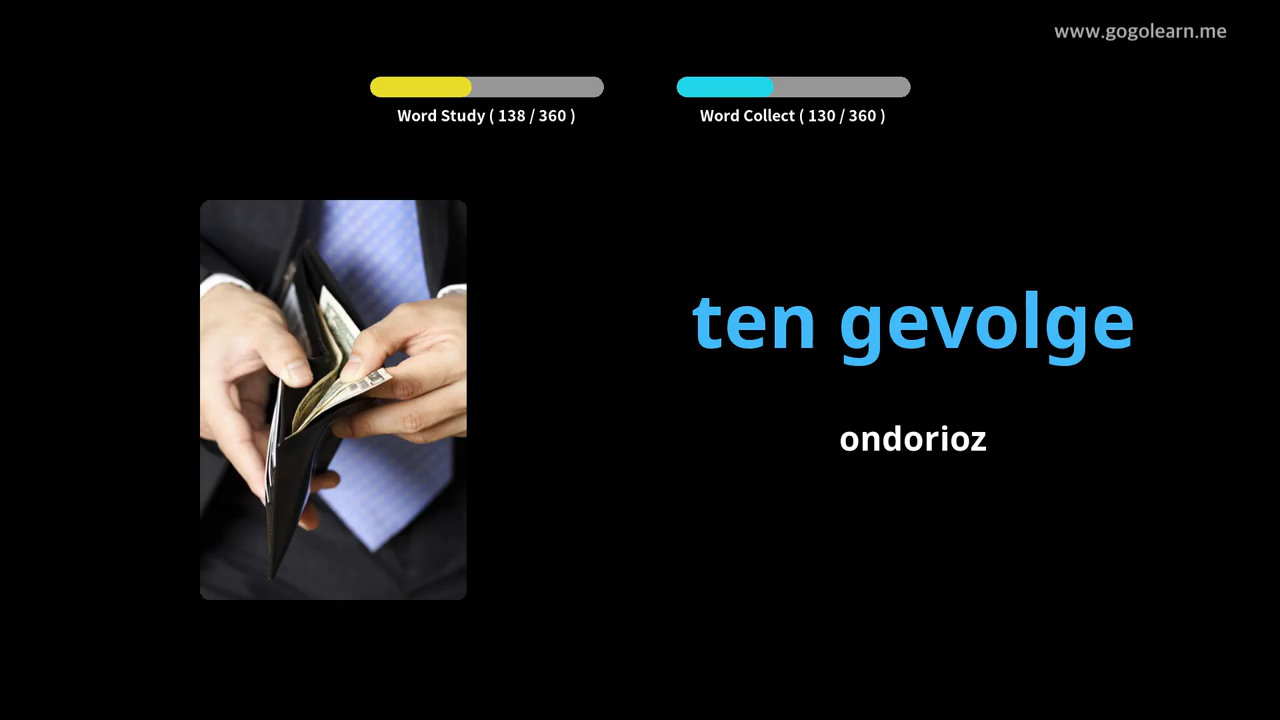 www.gogolearn.me
Word Study ( 138 / 360 )
Word Collect ( 130 / 360 )
ten gevolge
ondorioz